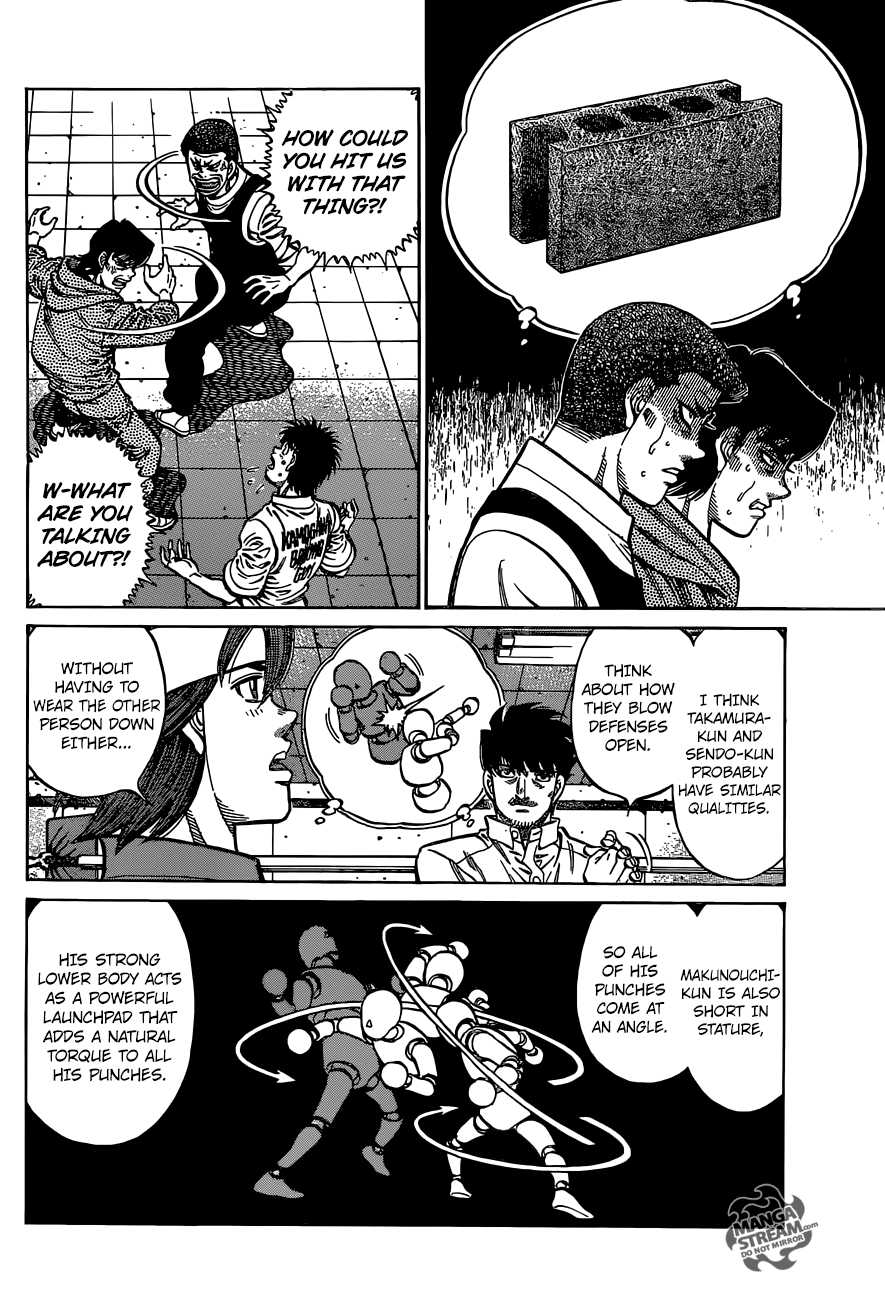 HOW COULD
YOU HIT US
WITH THAT
THING?!
W-WHAT
ARE YOU
TALKING
ABOUT?!
KAMOGAWA
BOXING
GYM
I THINK
TAKAMURA-
KUN AND
SENDO-KUN
PROBABLY
HAVE SIMILAR
QUALITIES.
THINK
ABOUT HOW
THEY BLOW
DEFENSES
OPEN.
WITHOUT
HAVING TO
WEAR THE OTHER
PERSON DOWN
EITHER...
MAKUNOUCHI-
KUN IS ALSO
SHORT IN
STATURE,
SO ALL
OF HIS
PUNCHES
COME AT
AN ANGLE.
HIS STRONG
LOWER BODY ACTS
AS A POWERFUL
LAUNCHPAD THAT
ADDS A NATURAL
TORQUE TO ALL
HIS PUNCHES.
MANGA
STREAM.com
DO NOT MIRROR